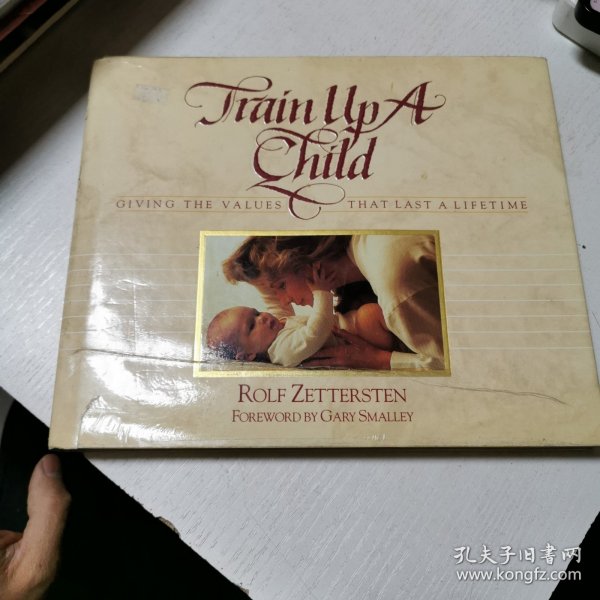 Train Up A
Child
GIVING THE VALUES THAT LAST A LIFETIME
ROLF ZETTERSTEN
FOREWORD BY GARY SMALLEY
孔夫子旧书网
www.kongfz.com